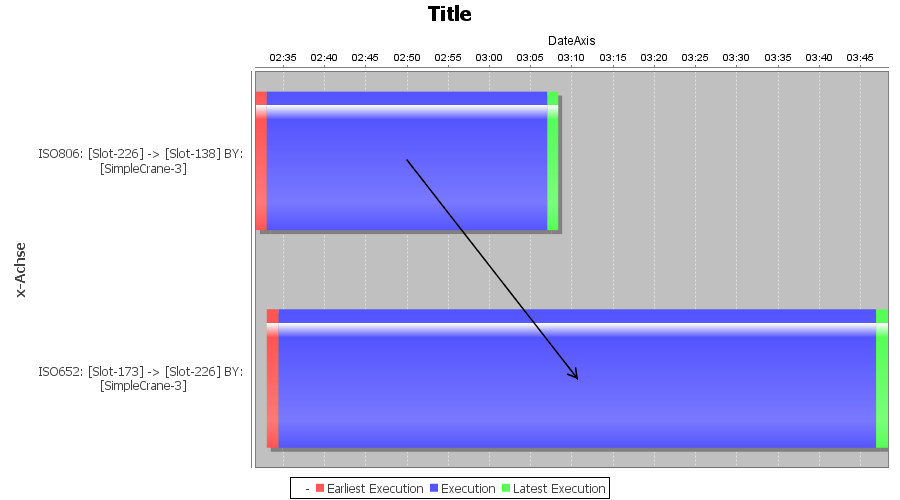 Title
DateAxis
02:35 02:40 02:45 02:50 02:55 03:00 03:05 03:10 03:15 03:20 03:25 03:30 03:35 03:40 03:45
ISO806: [Slot-226] -> [Slot-138] BY:
[SimpleCrane-3]
x-Achse
ISO652: [Slot-173] -> [Slot-226] BY:
[SimpleCrane-3]
- Earliest Execution Execution Latest Execution